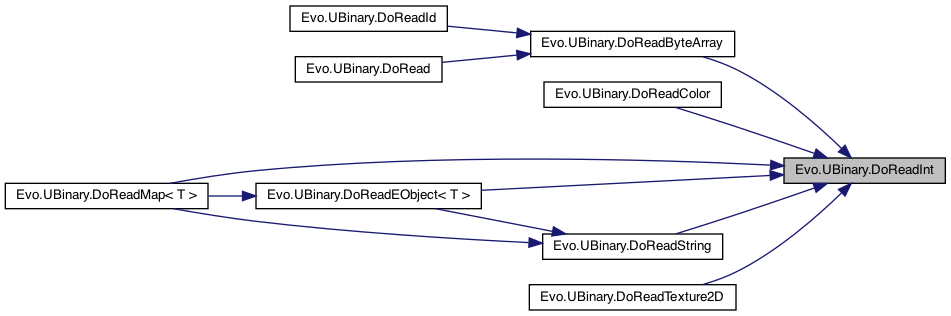 Evo.UBinary.DoReadId
Evo.UBinary.DoReadByteArray
Evo.UBinary.DoRead
Evo.UBinary.DoReadColor
Evo.UBinary.DoReadInt
Evo.UBinary.DoReadMap< T >
Evo.UBinary.DoReadEObject< T >
Evo.UBinary.DoReadString
Evo.UBinary.DoReadTexture2D